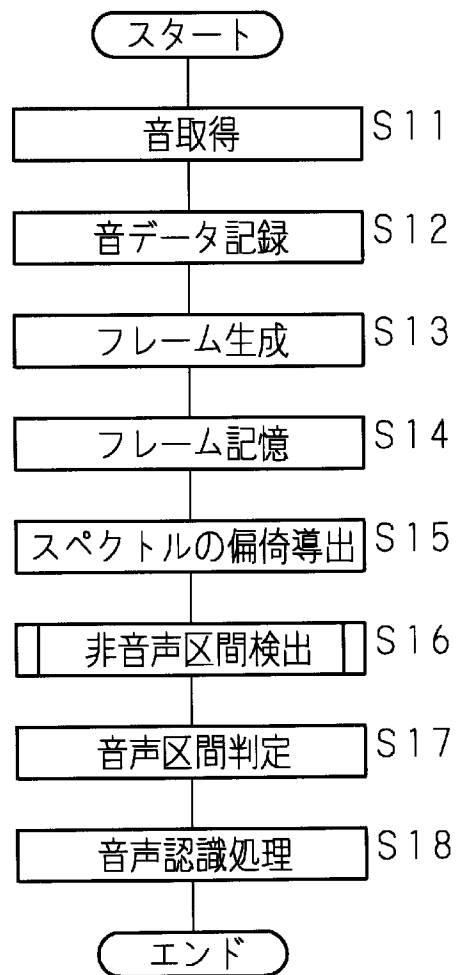 スタート
音取得 S11
音データ記録 S12
フレーム生成 S13
フレーム記憶 S14
スペクトルの偏倚導出 S15
非音声区間検出 S16
音声区間判定 S17
音声認識処理 S18
エンド